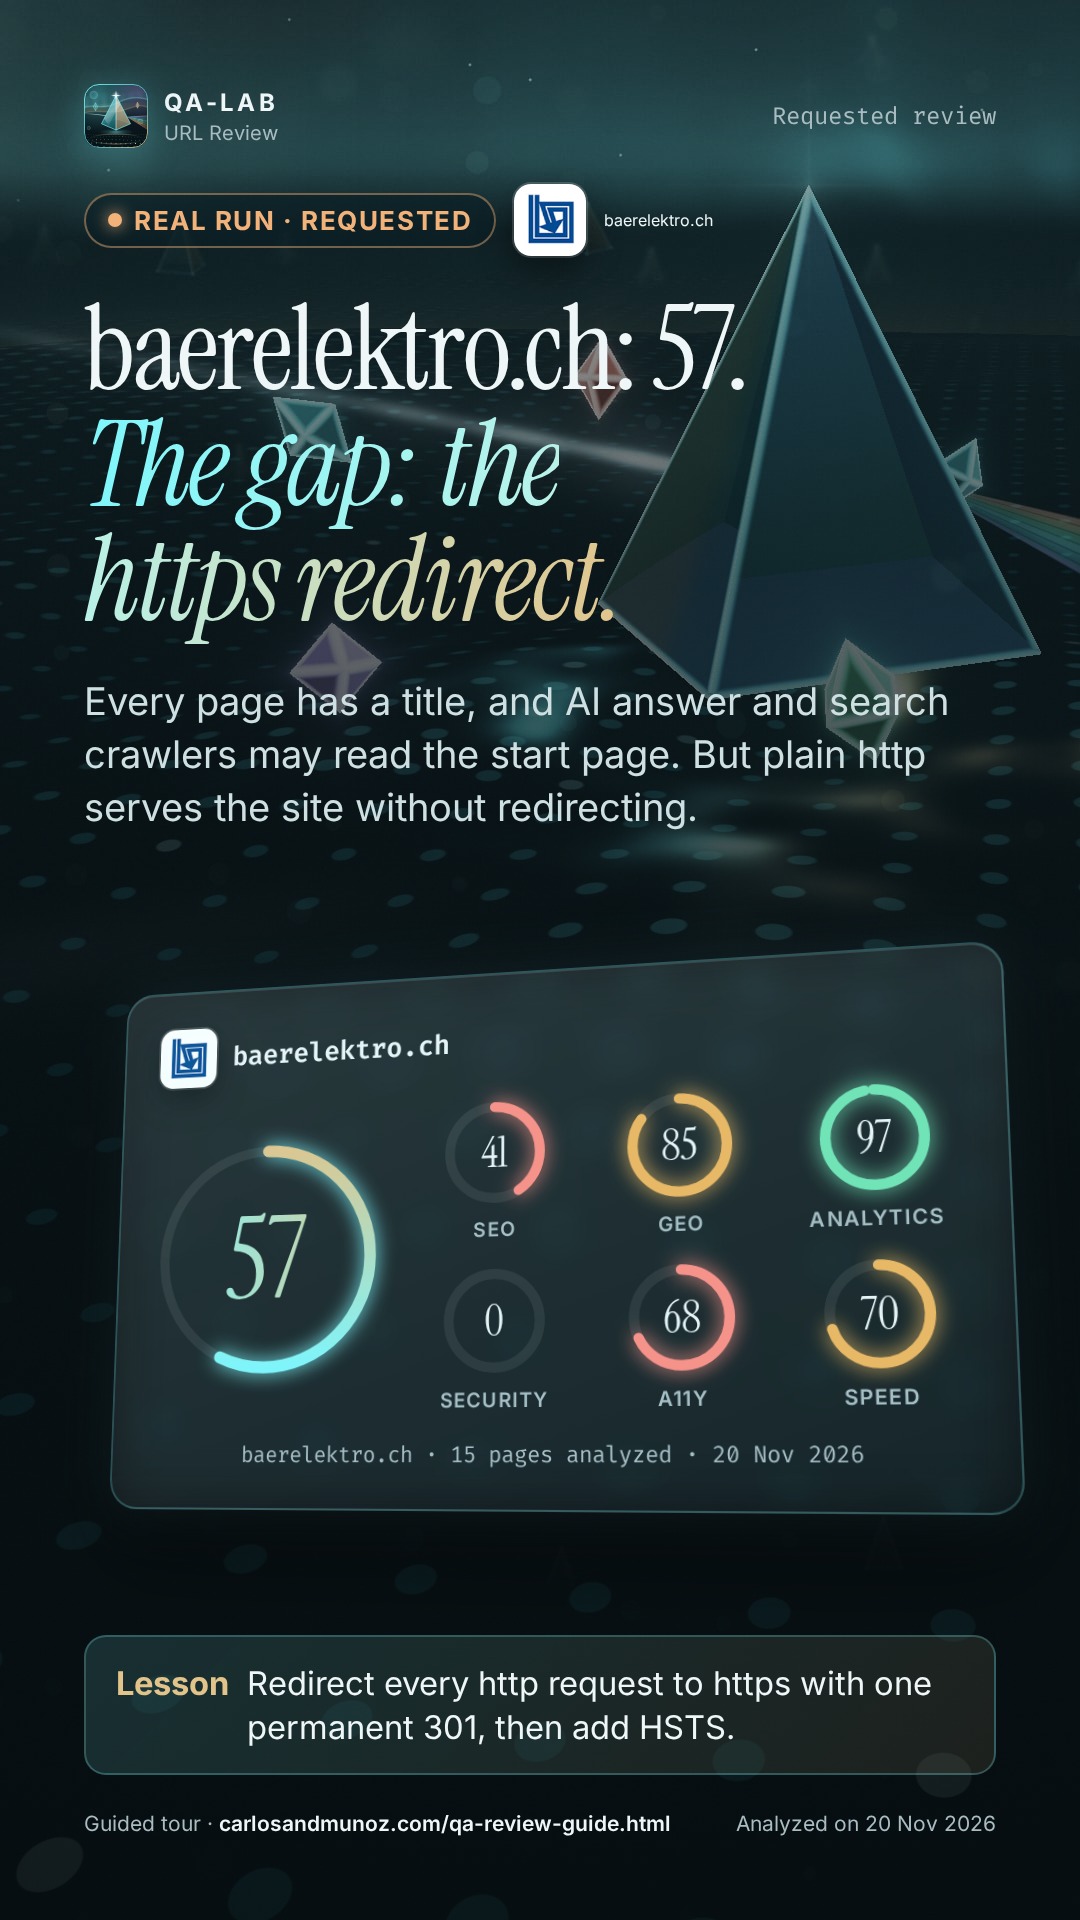 QA-LAB
URL Review
Requested review
REAL RUN · REQUESTED
baerelektro.ch
baerelektro.ch: 57.
The gap: the
https redirect.
Every page has a title, and AI answer and search
crawlers may read the start page. But plain http
serves the site without redirecting.
baerelektro.ch
57
41
SEO
85
GEO
97
ANALYTICS
0
SECURITY
68
A11Y
70
SPEED
baerelektro.ch · 15 pages analyzed · 20 Nov 2026
Lesson Redirect every http request to https with one
permanent 301, then add HSTS.
Guided tour · carlosandmunoz.com/qa-review-guide.html
Analyzed on 20 Nov 2026